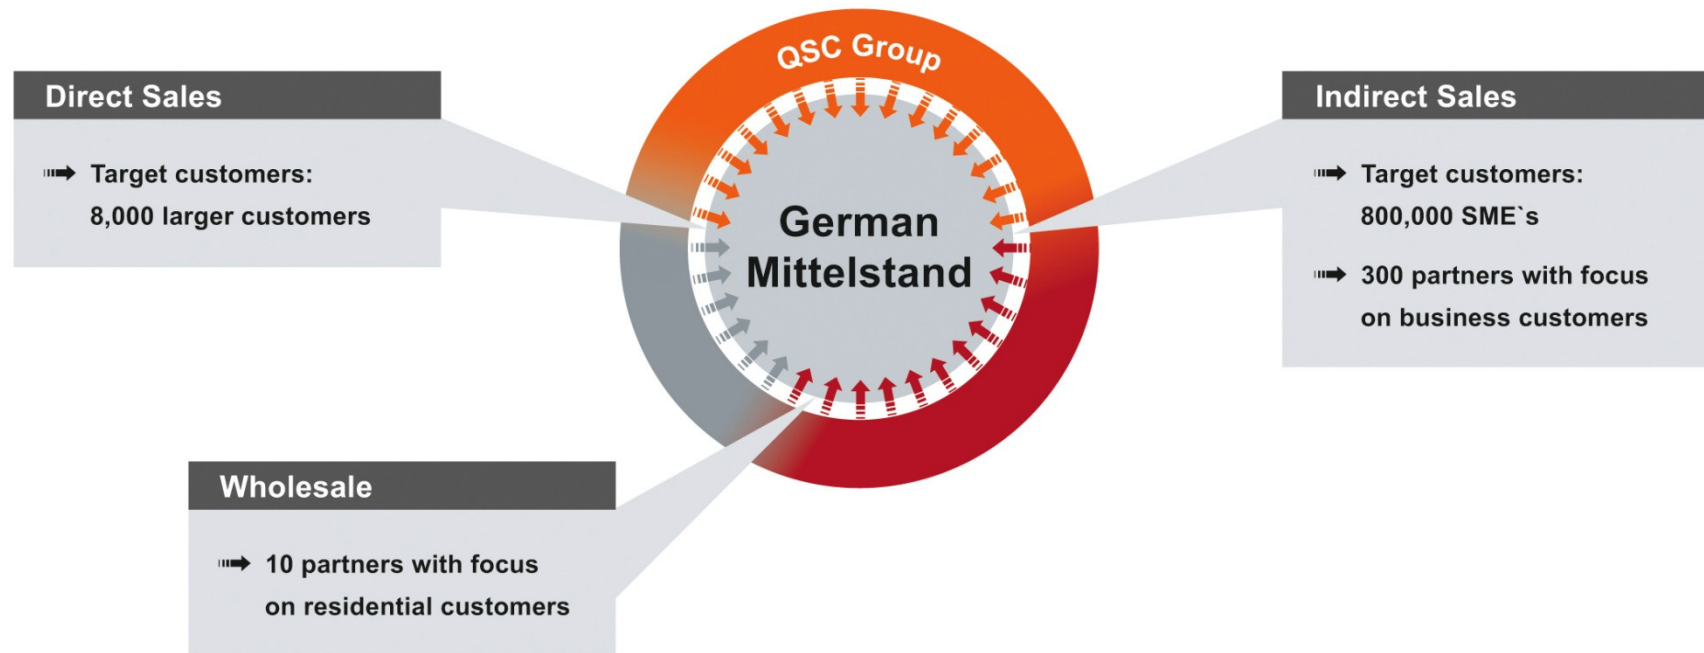 QSC Group
German
Mittelstand
Direct Sales
Target customers:
8,000 larger customers
Indirect Sales
Target customers:
800,000 SME`s
300 partners with focus
on business customers
Wholesale
10 partners with focus
on residential customers